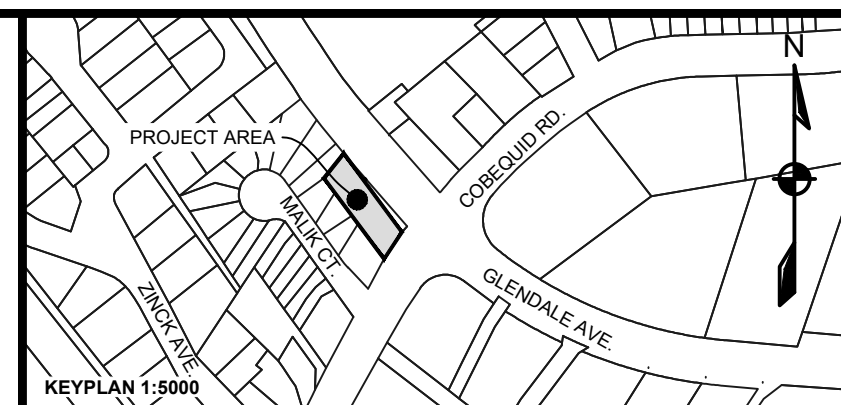 N
PROJECT AREA
COBEQUID RD.
MALIK CT.
ZINCK AVE.
GLENDALE AVE.
KEYPLAN 1:5000